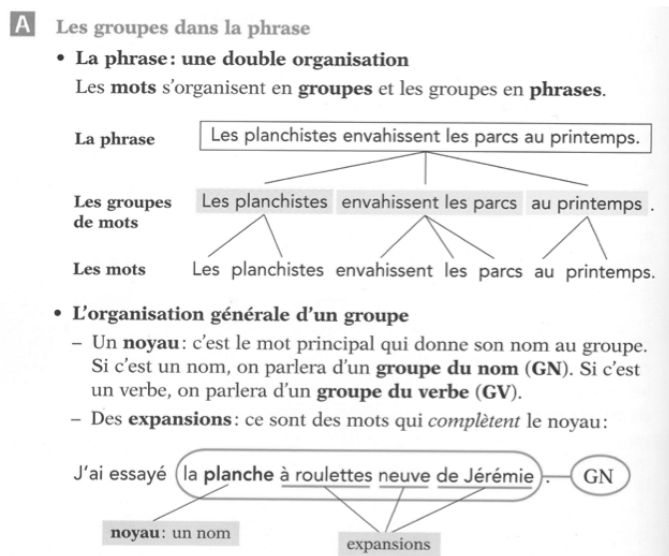 A Les groupes dans la phrase
• La phrase : une double organisation
Les mots s'organisent en groupes et les groupes en phrases.
La phrase Les planchistes envahissent les parcs au printemps.
Les groupes de mots Les planchistes envahissent les parcs au printemps .
Les mots Les planchistes envahissent les parcs au printemps.
• L'organisation générale d'un groupe
– Un noyau : c'est le mot principal qui donne son nom au groupe.
Si c'est un nom, on parlera d'un groupe du nom (GN). Si c'est
un verbe, on parlera d'un groupe du verbe (GV).
– Des expansions : ce sont des mots qui complètent le noyau :
J'ai essayé la planche à roulettes neuve de Jérémie . GN
noyau : un nom
expansions